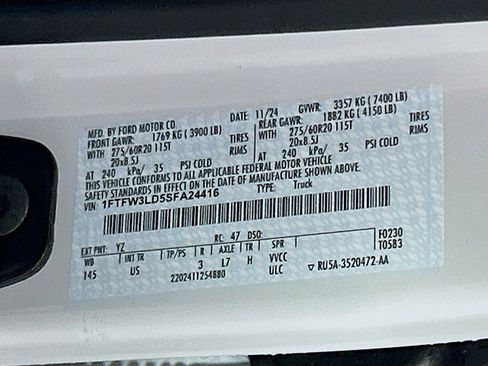 MFD. BY FORD MOTOR CO.
DATE: 11/24 GVWR: 3357 KG (7400 LB)
FRONT GAWR: 1769 KG (3900 LB) REAR GAWR: 1882 KG (4150 LB)
WITH 275/60R20 115T TIRES WITH 275/60R20 115T TIRES
20x8.5J RIMS 20x8.5J RIMS
AT 240 kPa/ 35 PSI COLD AT 240 kPa/ 35 PSI COLD
THIS VEHICLE CONFORMS TO ALL APPLICABLE FEDERAL MOTOR VEHICLE
SAFETY STANDARDS IN EFFECT ON THE DATE OF MANUFACTURE SHOWN ABOVE.
VIN: 1FTFW3LD5SFA24416 TYPE: Truck
EXT PNT: YZ RC: 47 DSO: F0230
WB INT TR TP/PS R AXLE TR SPR T0583
145 US 3 L7 H VVCC
2202411254880 ULC ▽ RU5A-3520472-AA